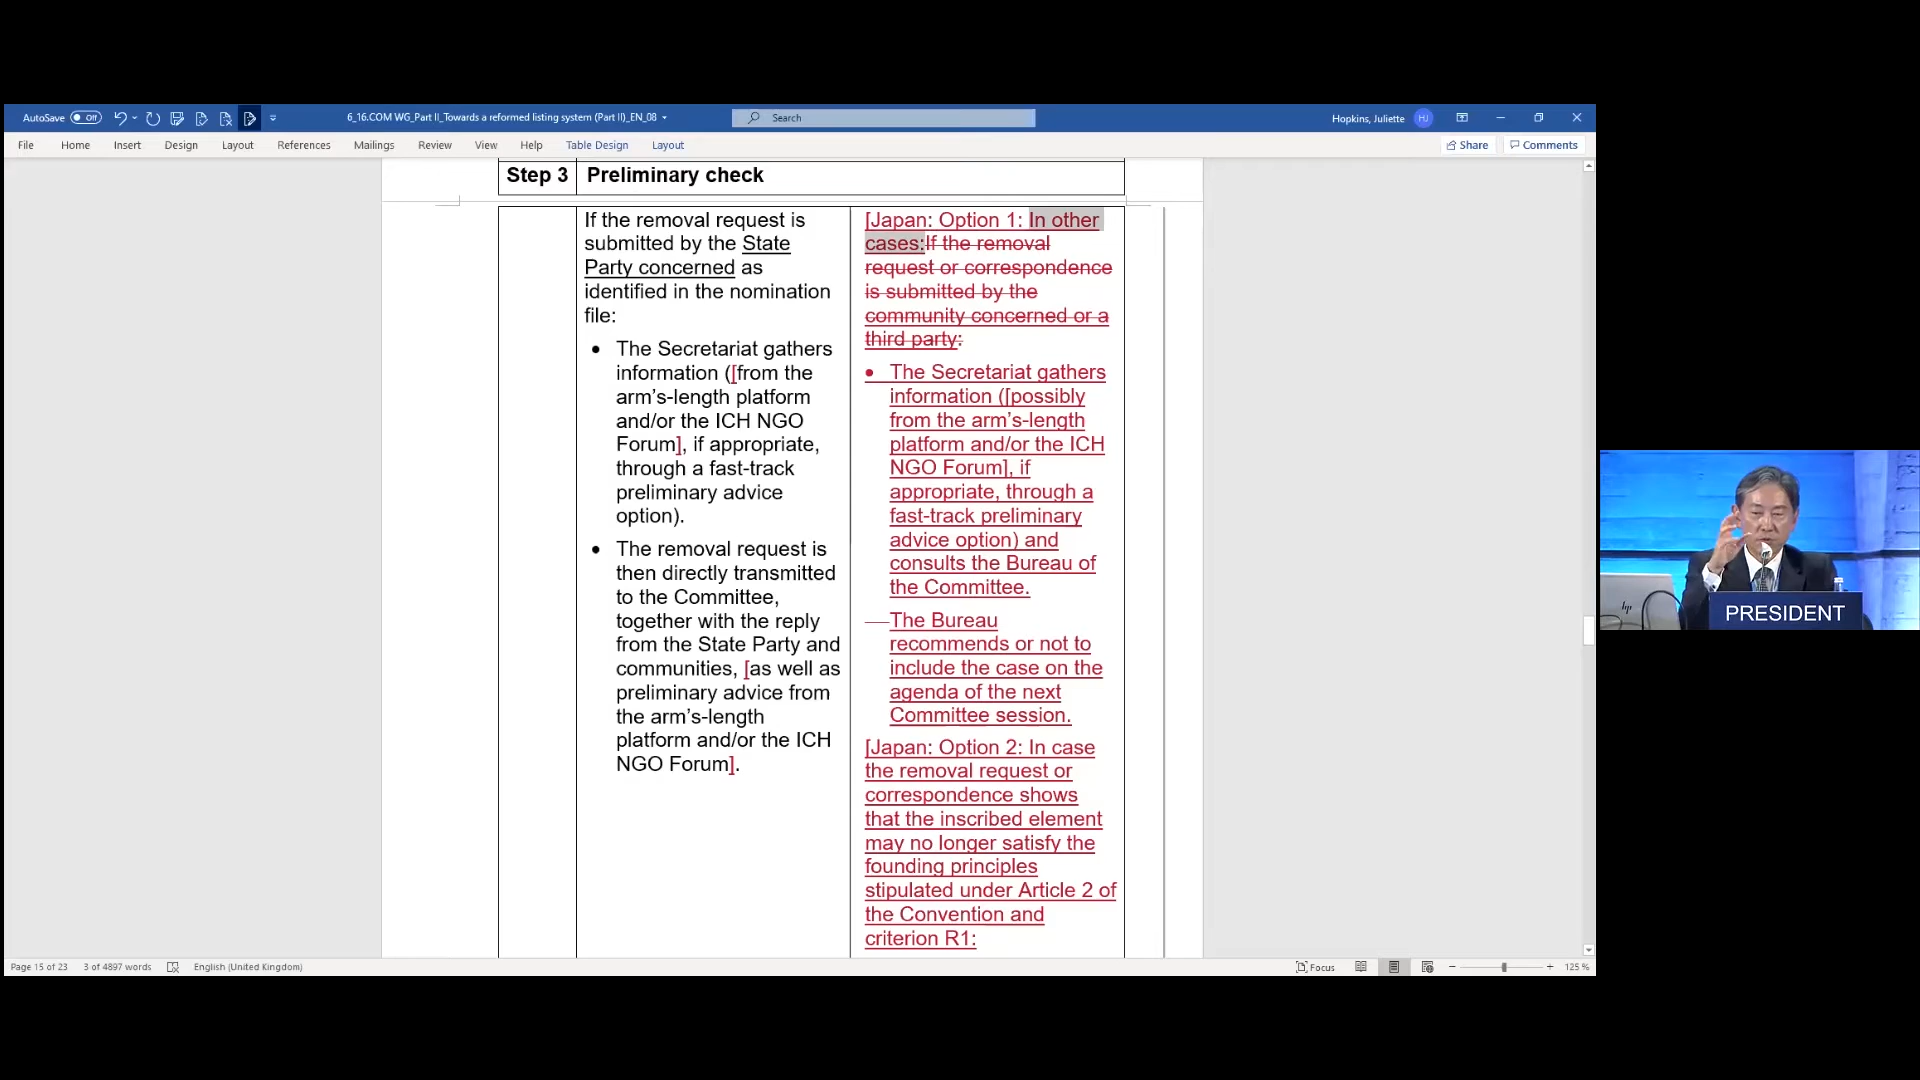 AutoSave Off
6_16.COM WG_Part II_Towards a reformed listing system (Part II)_EN_08
Search
Hopkins, Juliette HJ
File Home Insert Design Layout References Mailings Review View Help Table Design Layout
Share Comments
Step 3 Preliminary check
If the removal request is
submitted by the State
Party concerned as
identified in the nomination
file:
• The Secretariat gathers
information ([from the
arm’s-length platform
and/or the ICH NGO
Forum], if appropriate,
through a fast-track
preliminary advice
option).
• The removal request is
then directly transmitted
to the Committee,
together with the reply
from the State Party and
communities, [as well as
preliminary advice from
the arm’s-length
platform and/or the ICH
NGO Forum].
[Japan: Option 1: In other
cases:If the removal
request or correspondence
is submitted by the
community concerned or a
third party:
• The Secretariat gathers
information ([possibly
from the arm’s-length
platform and/or the ICH
NGO Forum], if
appropriate, through a
fast-track preliminary
advice option) and
consults the Bureau of
the Committee.
The Bureau
recommends or not to
include the case on the
agenda of the next
Committee session.
[Japan: Option 2: In case
the removal request or
correspondence shows
that the inscribed element
may no longer satisfy the
founding principles
stipulated under Article 2 of
the Convention and
criterion R1:
PRESIDENT
hp
Page 15 of 23 3 of 4897 words English (United Kingdom)
Focus
125 %